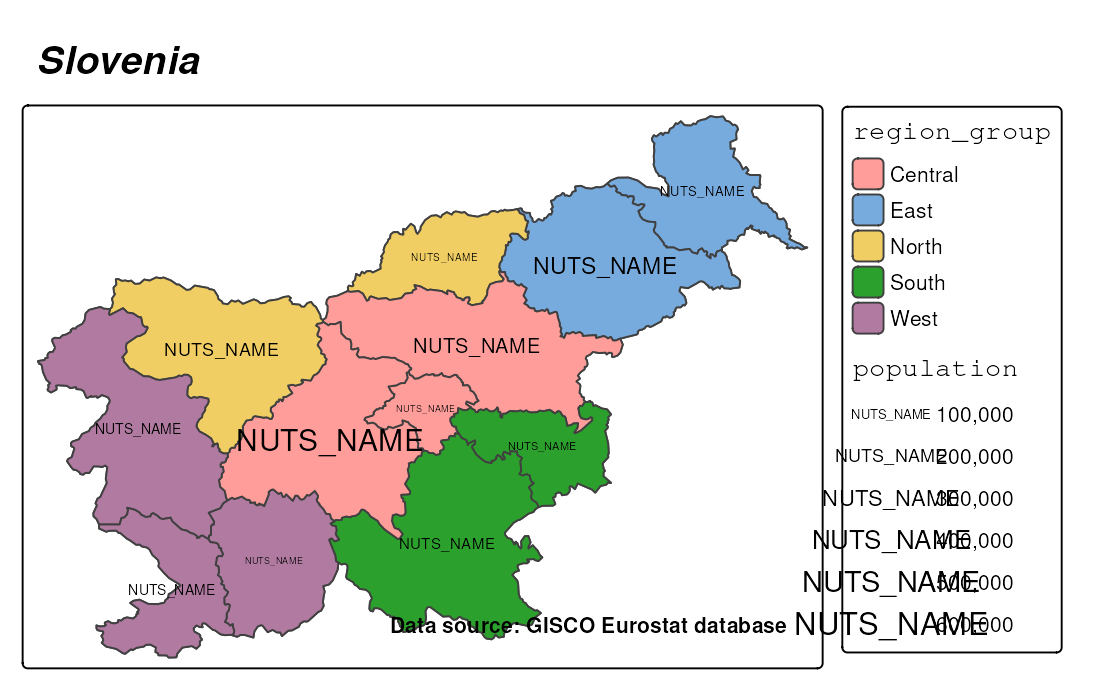 Slovenia
NUTS_NAME
NUTS_NAME
NUTS_NAME
NUTS_NAME
NUTS_NAME
NUTS_NAME
NUTS_NAME
NUTS_NAME
NUTS_NAME
NUTS_NAME
NUTS_NAME
NUTS_NAME
Data source: GISCO Eurostat database
region_group
Central
East
North
South
West
population
NUTS_NAME 100,000
NUTS_NAME 200,000
NUTS_NAME 300,000
NUTS_NAME 400,000
NUTS_NAME 500,000
NUTS_NAME 600,000